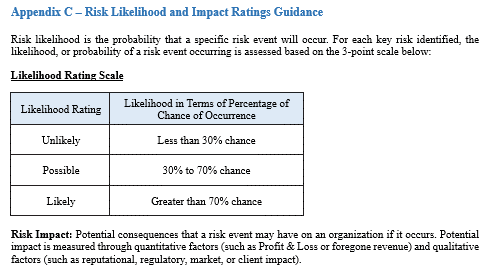 Appendix C – Risk Likelihood and Impact Ratings Guidance
Risk likelihood is the probability that a specific risk event will occur. For each key risk identified, the
likelihood, or probability of a risk event occurring is assessed based on the 3-point scale below:
Likelihood Rating Scale
Likelihood Rating
Likelihood in Terms of Percentage of
Chance of Occurrence
Unlikely
Less than 30% chance
Possible
30% to 70% chance
Likely
Greater than 70% chance
Risk Impact: Potential consequences that a risk event may have on an organization if it occurs. Potential
impact is measured through quantitative factors (such as Profit & Loss or foregone revenue) and qualitative
factors (such as reputational, regulatory, market, or client impact).